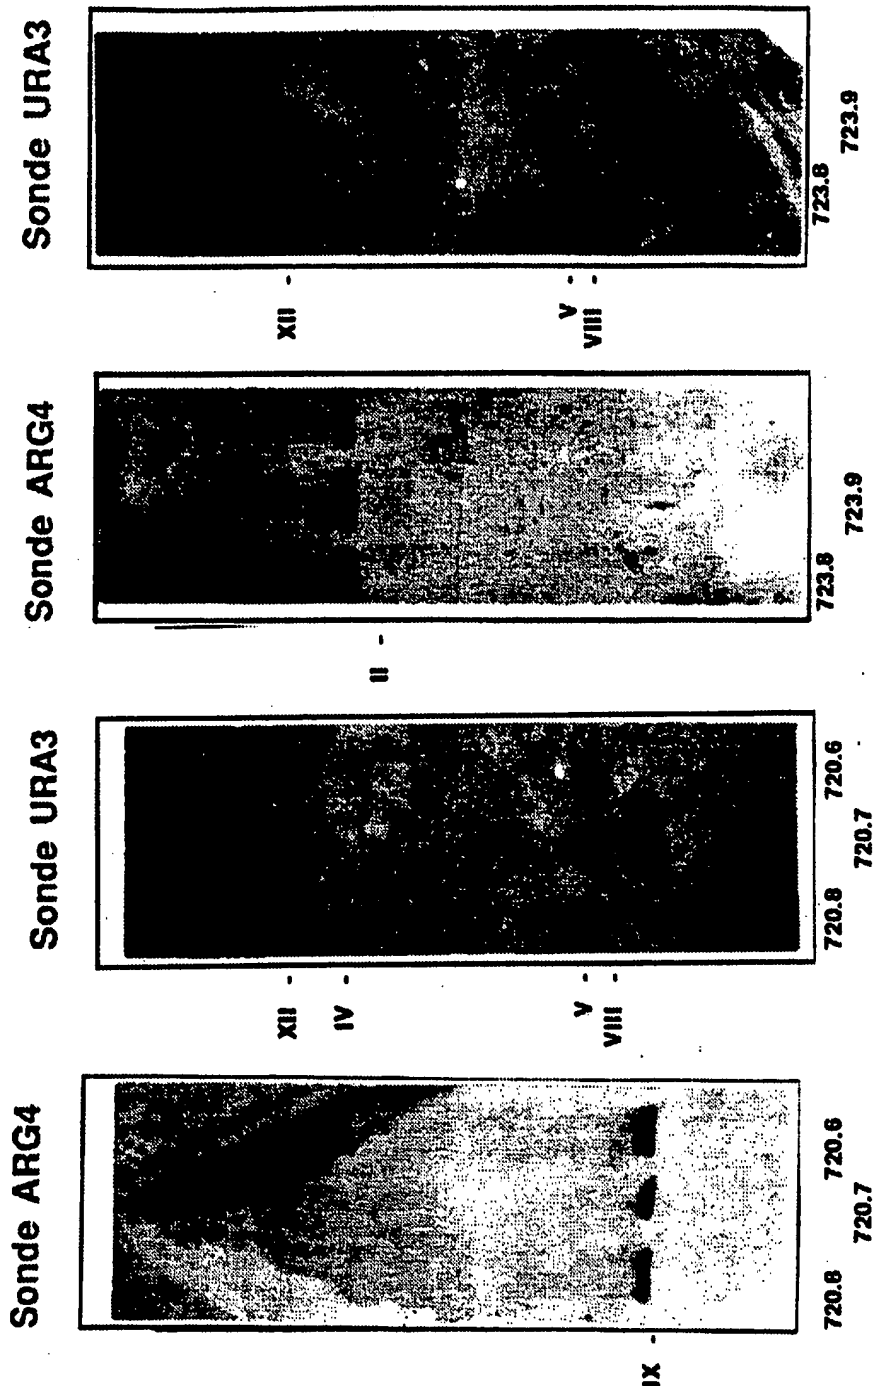 Sonde ARG4
IX
720.8
720.7
720.6
Sonde URA3
XII
IV
V
VIII
720.8
720.7
720.6
Sonde ARG4
II
723.8
723.9
Sonde URA3
XII
V
VIII
723.8
723.9